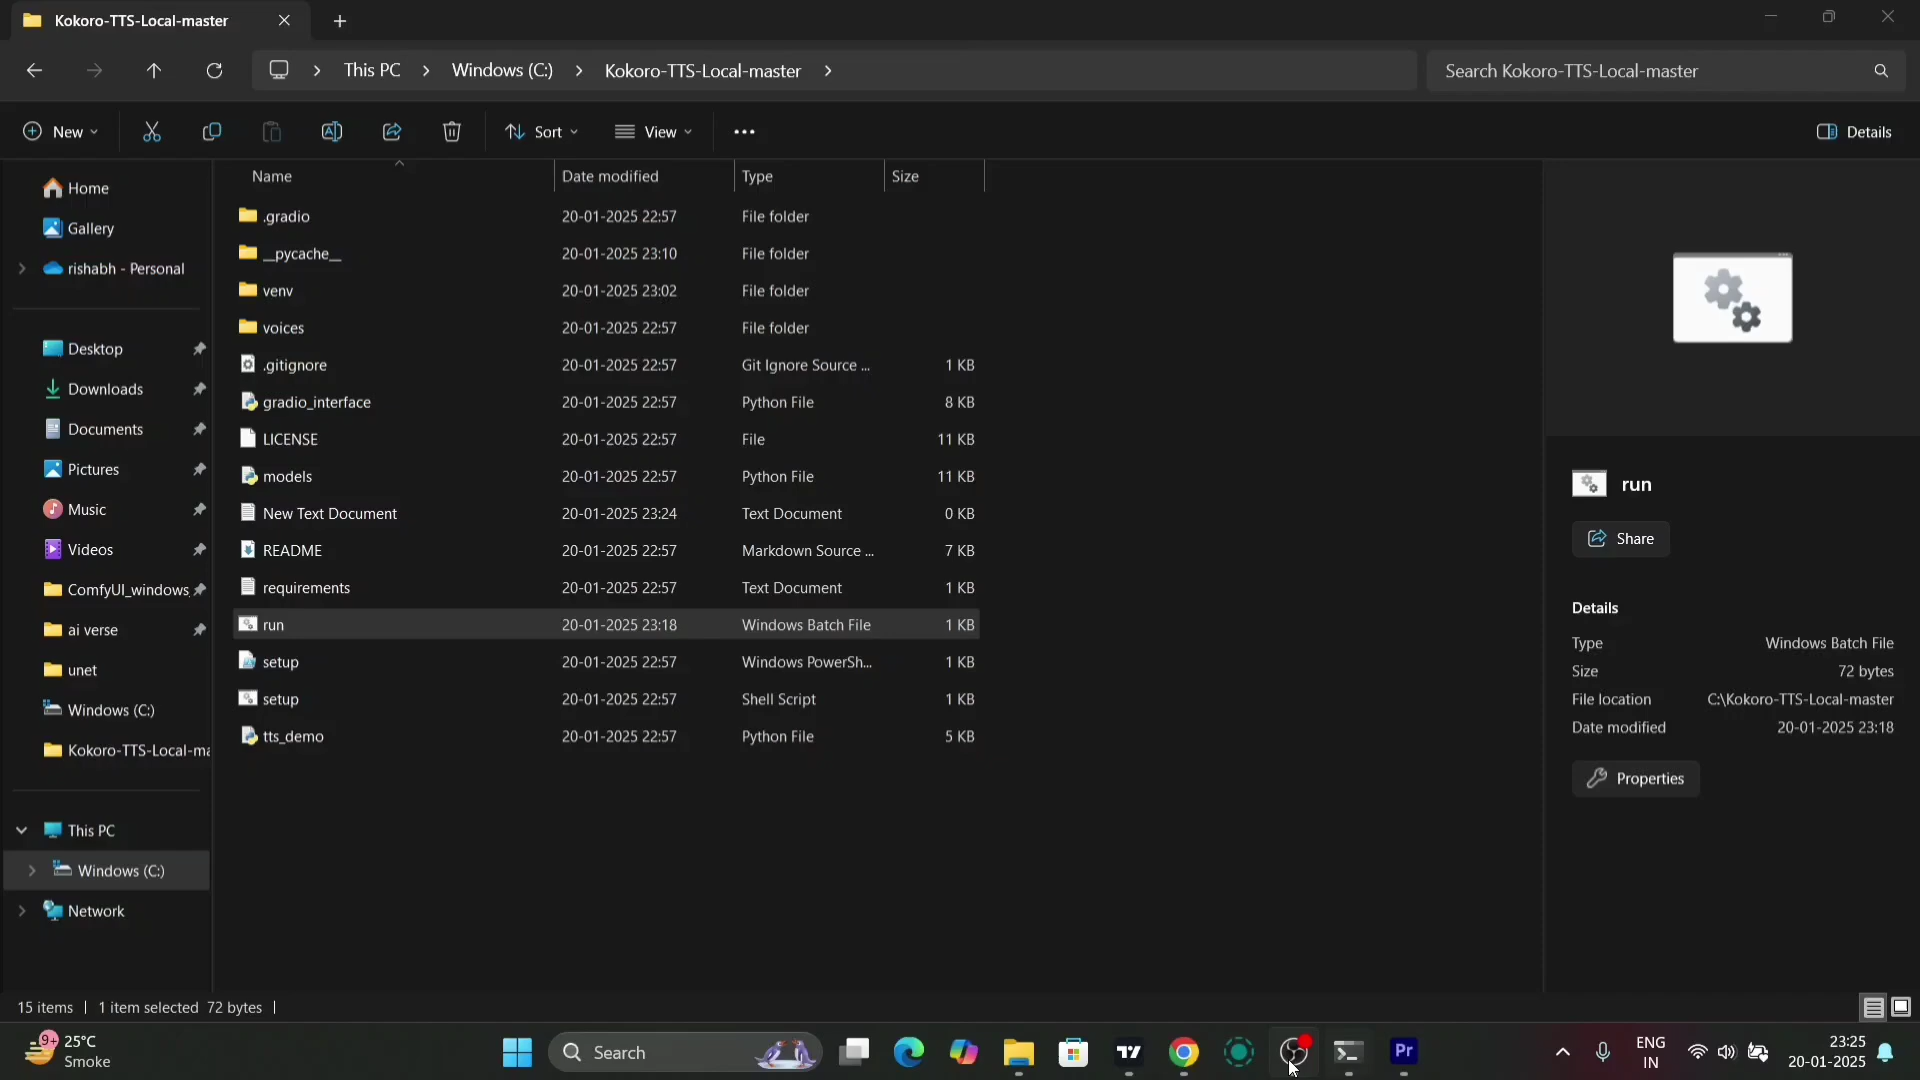 Kokoro-TTS-Local-master
This PC
Windows (C:)
Kokoro-TTS-Local-master
Search Kokoro-TTS-Local-master
New
Sort
View
Details
Home
Gallery
rishabh - Personal
Desktop
Downloads
Documents
Pictures
Music
Videos
ComfyUI_windows
ai verse
unet
Windows (C:)
Kokoro-TTS-Local-ma
This PC
Windows (C:)
Network
Name Date modified Type Size
.gradio 20-01-2025 22:57 File folder
__pycache__ 20-01-2025 23:10 File folder
venv 20-01-2025 23:02 File folder
voices 20-01-2025 22:57 File folder
.gitignore 20-01-2025 22:57 Git Ignore Source ... 1 KB
gradio_interface 20-01-2025 22:57 Python File 8 KB
LICENSE 20-01-2025 22:57 File 11 KB
models 20-01-2025 22:57 Python File 11 KB
New Text Document 20-01-2025 23:24 Text Document 0 KB
README 20-01-2025 22:57 Markdown Source ... 7 KB
requirements 20-01-2025 22:57 Text Document 1 KB
run 20-01-2025 23:18 Windows Batch File 1 KB
setup 20-01-2025 22:57 Windows PowerSh... 1 KB
setup 20-01-2025 22:57 Shell Script 1 KB
tts_demo 20-01-2025 22:57 Python File 5 KB
run
Share
Details
Type Windows Batch File
Size 72 bytes
File location C:\Kokoro-TTS-Local-master
Date modified 20-01-2025 23:18
Properties
15 items 1 item selected 72 bytes
9+
25°C
Smoke
Search
Pr
ENG
IN
23:25
20-01-2025